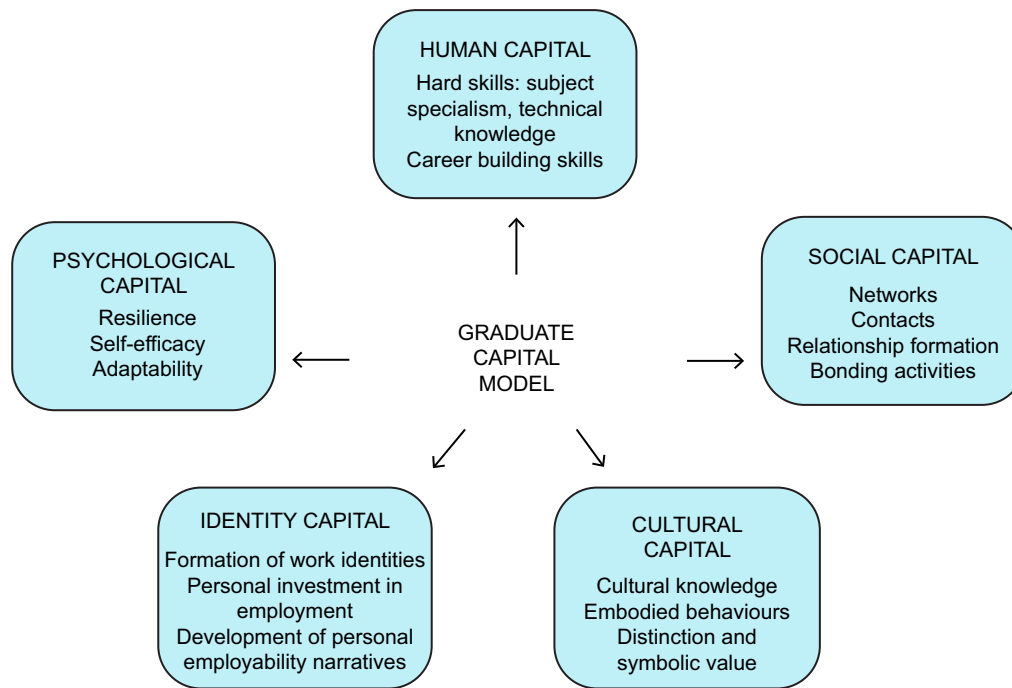 HUMAN CAPITAL
Hard skills: subject
specialism, technical
knowledge
Career building skills
PSYCHOLOGICAL
CAPITAL
Resilience
Self-efficacy
Adaptability
GRADUATE
CAPITAL
MODEL
SOCIAL CAPITAL
Networks
Contacts
Relationship formation
Bonding activities
IDENTITY CAPITAL
Formation of work identities
Personal investment in
employment
Development of personal
employability narratives
CULTURAL
CAPITAL
Cultural knowledge
Embodied behaviours
Distinction and
symbolic value